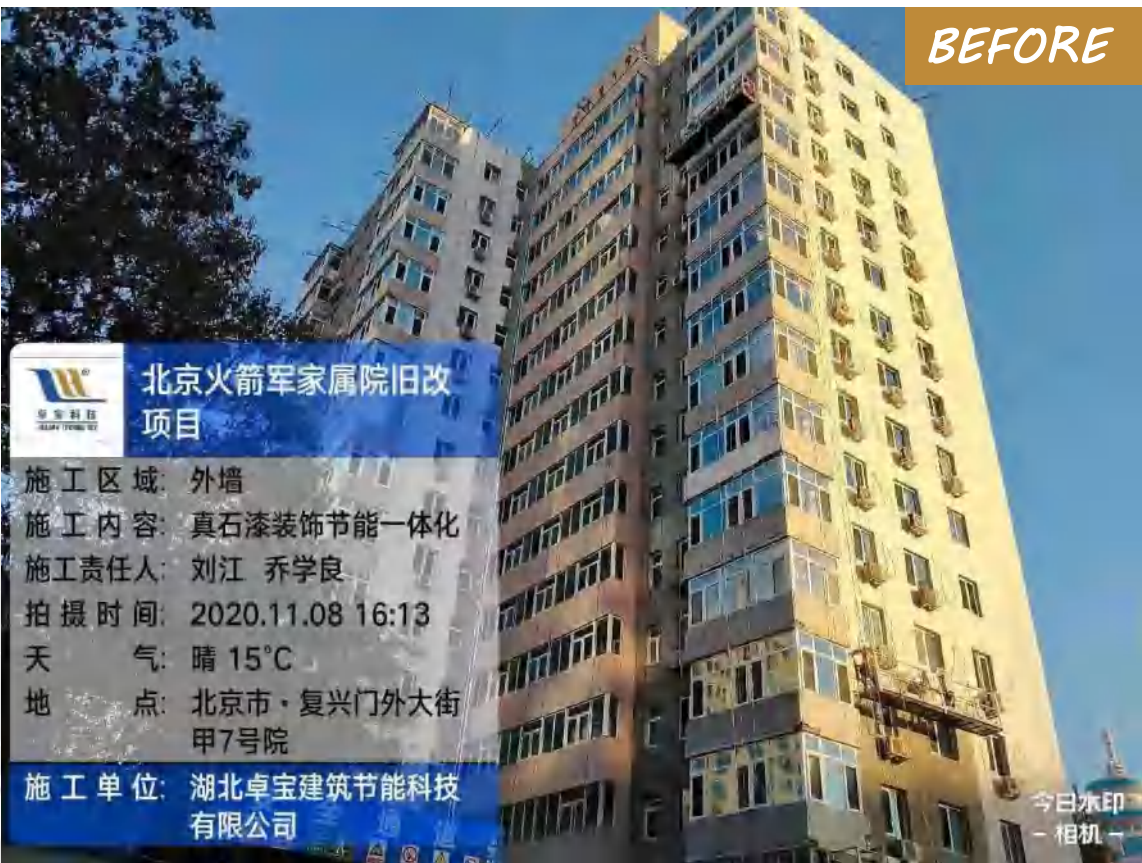 BEFORE
卓宝科技
北京火箭军家属院旧改
项目
施工区域: 外墙
施工内容: 真石漆装饰节能一体化
施工责任人: 刘江 乔学良
拍摄时间: 2020.11.08 16:13
天气: 晴 15°C
地点: 北京市·复兴门外大街
甲7号院
施工单位: 湖北卓宝建筑节能科技
有限公司
今日水印
- 相机 -